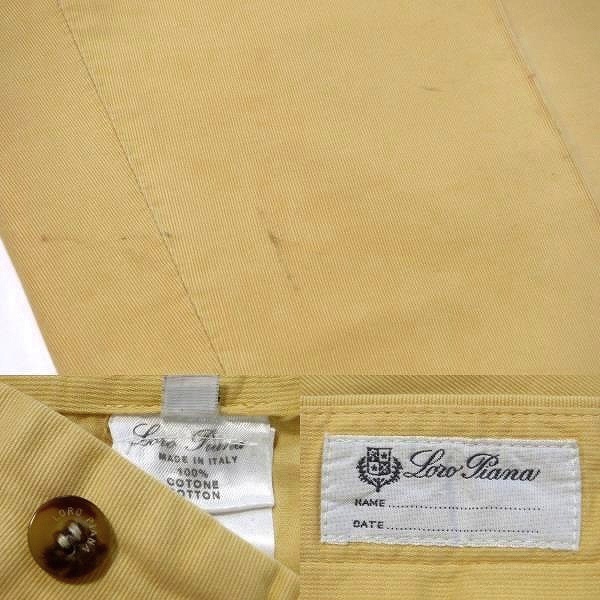 Loro Piana
MADE IN ITALY
100%
COTONE
COTTON
LORO PIANA
Loro Piana
NAME
DATE